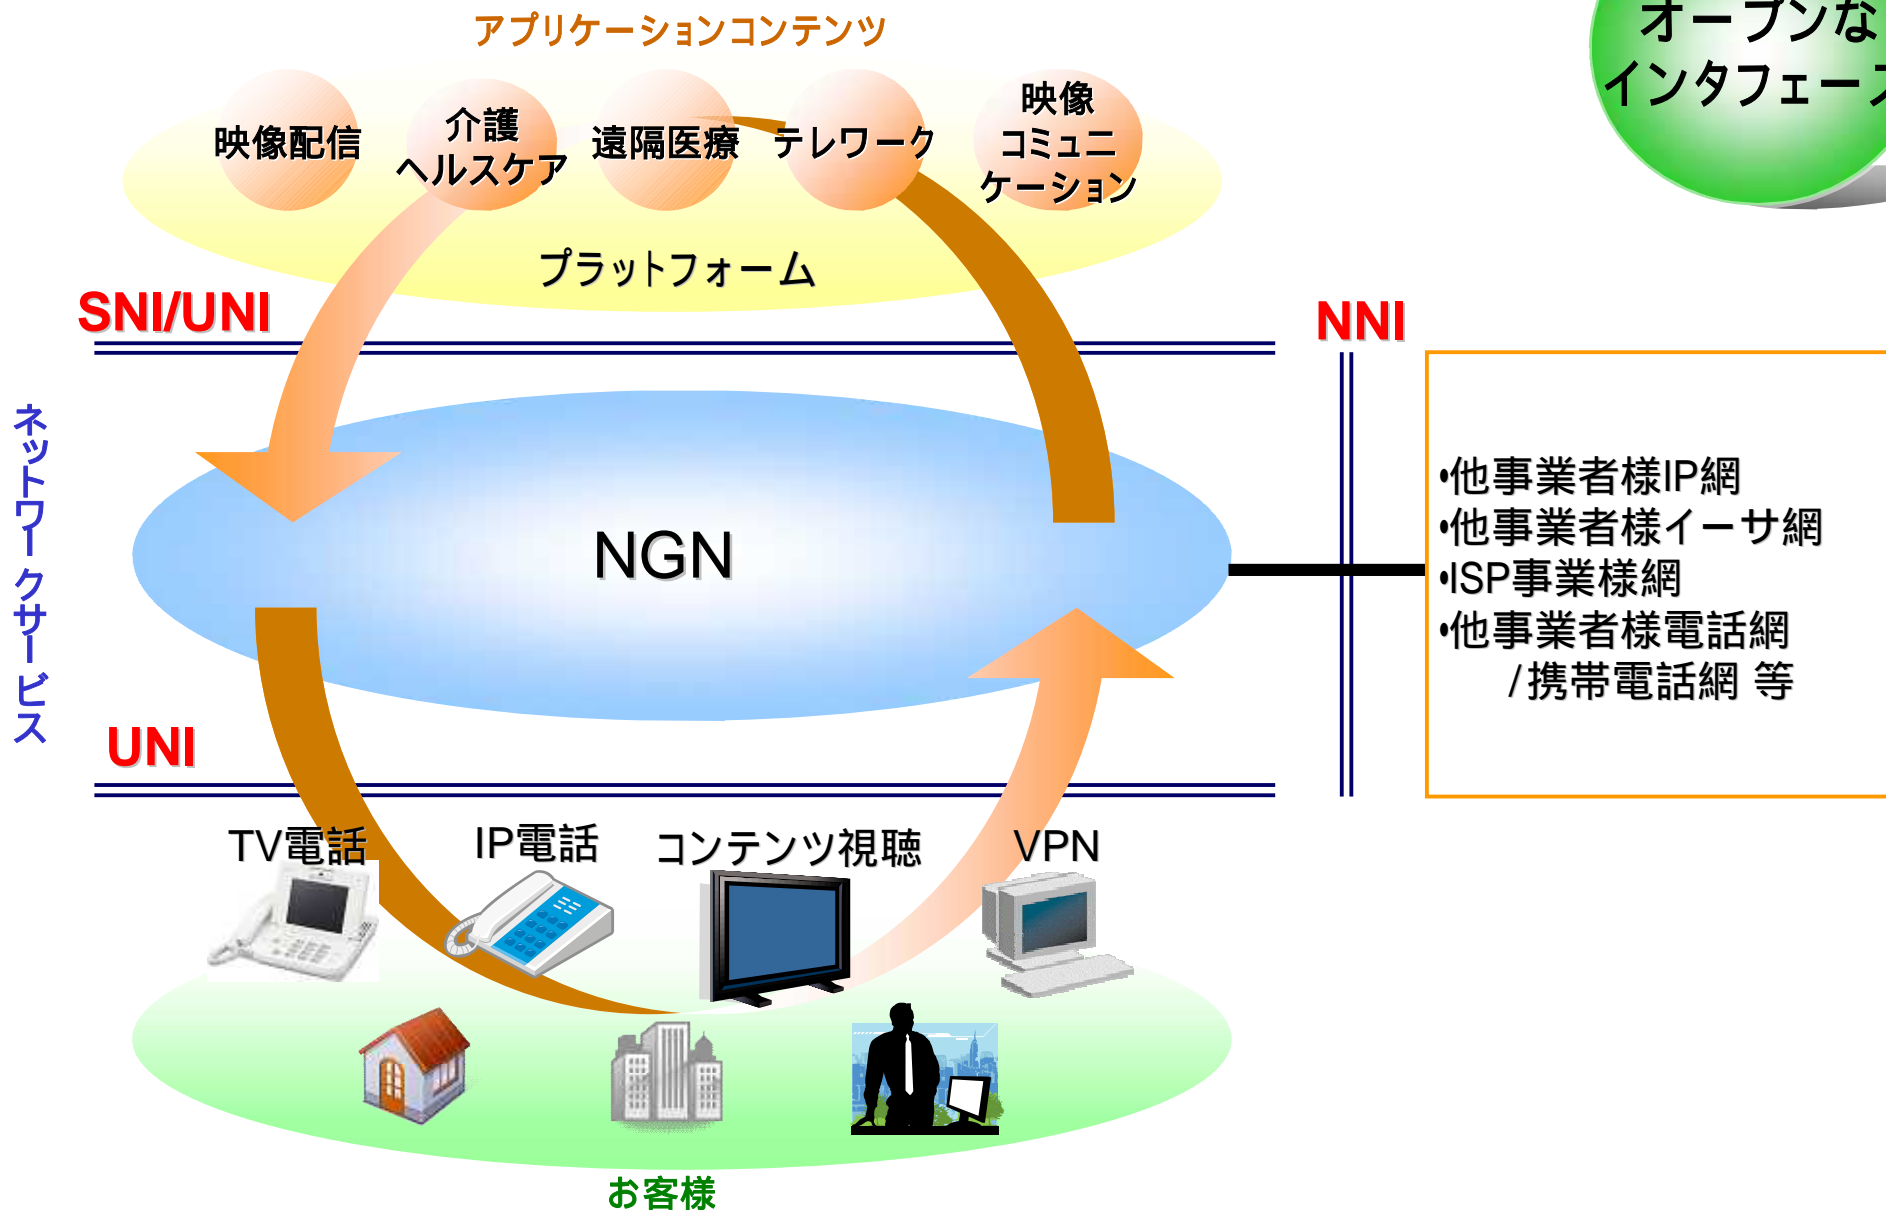 アプリケーションコンテンツ
オープンな
インタフェース
映像配信
介護
ヘルスケア
遠隔医療
テレワーク
映像
コミュニ
ケーション
プラットフォーム
SNI/UNI
NNI
ネットワークサービス
NGN
•他事業者様IP網
•他事業者様イーサ網
•ISP事業様網
•他事業者様電話網
/携帯電話網 等
UNI
TV電話
IP電話
コンテンツ視聴
VPN
お客様